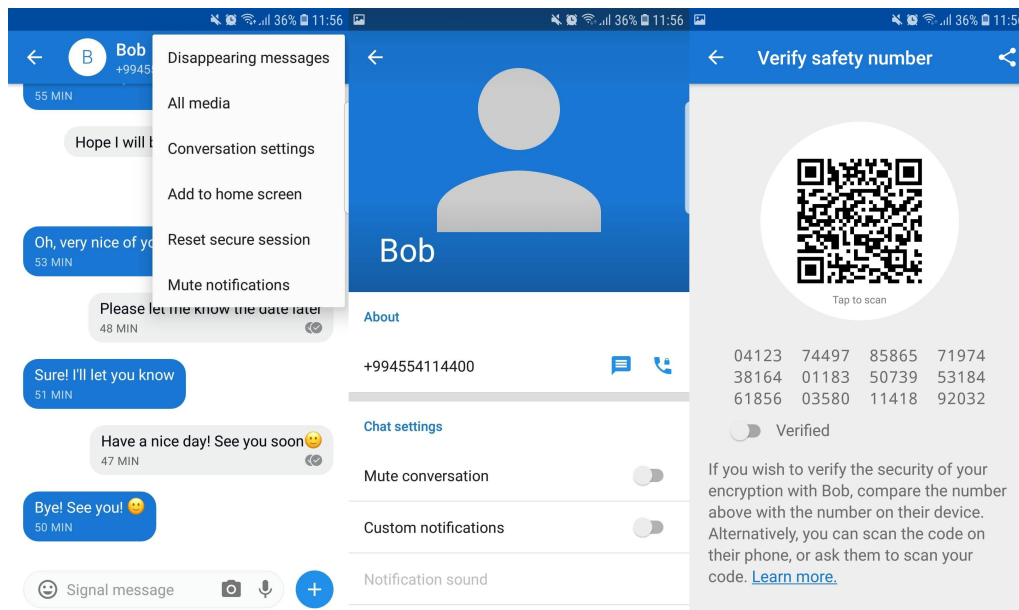 36% 11:56
Bob
+9945
B
Disappearing messages
All media
Conversation settings
Add to home screen
Reset secure session
Mute notifications
55 MIN
Hope I will
Oh, very nice of
53 MIN
Please let me know the date later
48 MIN
Sure! I'll let you know
51 MIN
Have a nice day! See you soon🙂
47 MIN
Bye! See you! 🙂
50 MIN
Signal message
36% 11:56
Bob
About
+994554114400
Chat settings
Mute conversation
Custom notifications
Notification sound
36% 11:56
Verify safety number
Tap to scan
04123 74497 85865 71974
38164 01183 50739 53184
61856 03580 11418 92032
Verified
If you wish to verify the security of your
encryption with Bob, compare the number
above with the number on their device.
Alternatively, you can scan the code on
their phone, or ask them to scan your
code. Learn more.